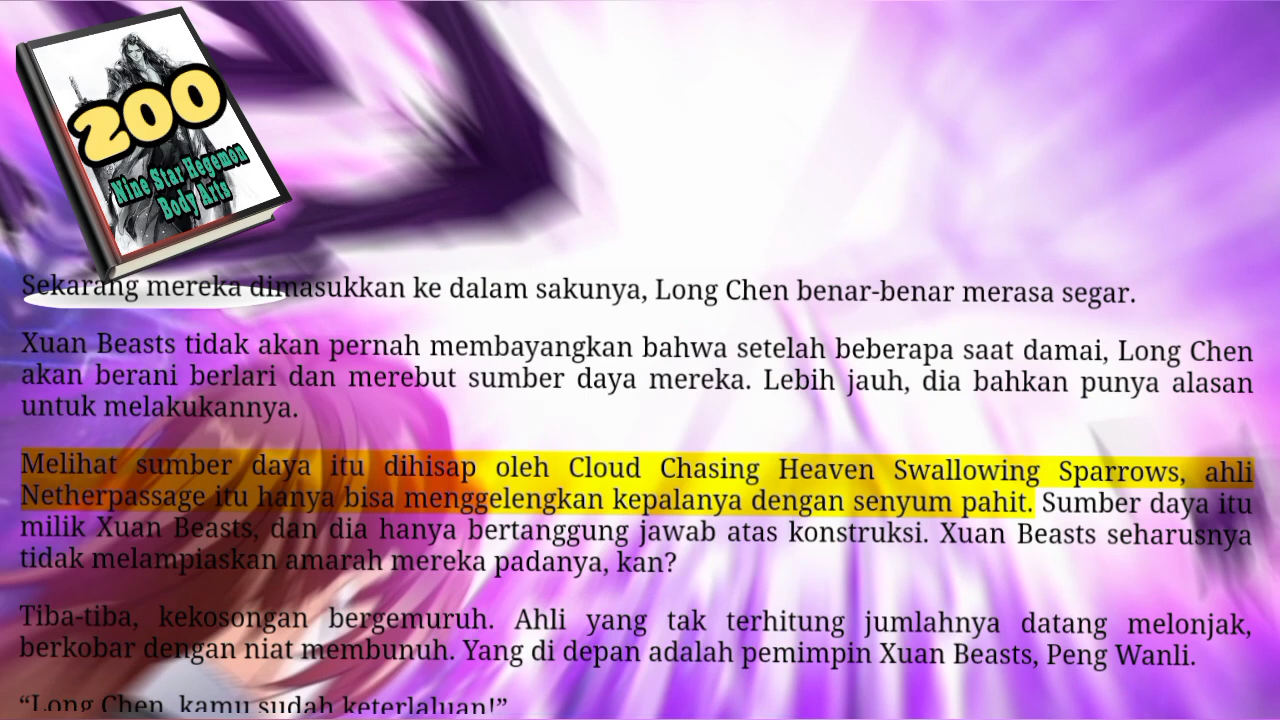 200
Nine Star Hegemon
Body Arts
Sekarang mereka dimasukkan ke dalam sakunya, Long Chen benar-benar merasa segar.
Xuan Beasts tidak akan pernah membayangkan bahwa setelah beberapa saat damai, Long Chen
akan berani berlari dan merebut sumber daya mereka. Lebih jauh, dia bahkan punya alasan
untuk melakukannya.
Melihat sumber daya itu dihisap oleh Cloud Chasing Heaven Swallowing Sparrows, ahli
Netherpassage itu hanya bisa menggelengkan kepalanya dengan senyum pahit. Sumber daya itu
milik Xuan Beasts, dan dia hanya bertanggung jawab atas konstruksi. Xuan Beasts seharusnya
tidak melampiaskan amarah mereka padanya, kan?
Tiba-tiba, kekosongan bergemuruh. Ahli yang tak terhitung jumlahnya datang melonjak,
berkobar dengan niat membunuh. Yang di depan adalah pemimpin Xuan Beasts, Peng Wanli.
“Long Chen, kamu sudah keterlaluan!”